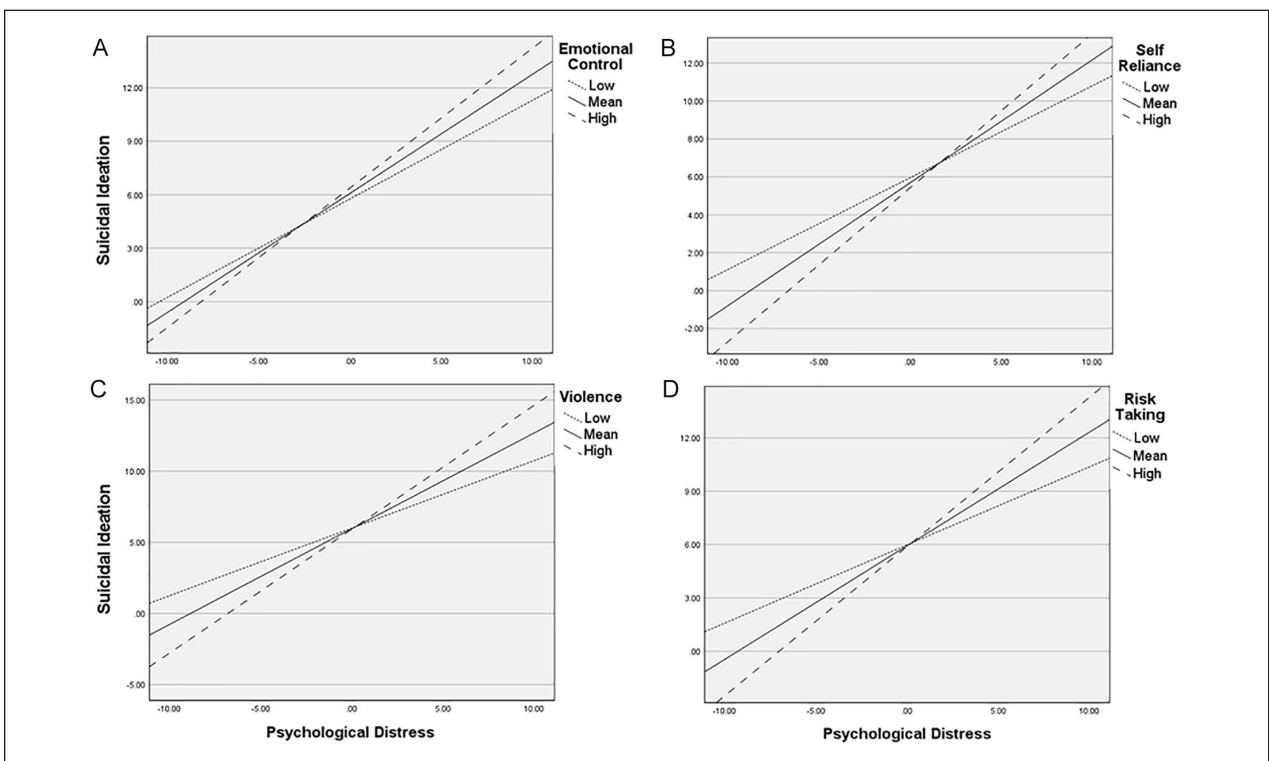 A
Emotional
Control
Low
Mean
High
Suicidal Ideation
12.00
9.00
6.00
3.00
.00
-10.00 -5.00 .00 5.00 10.00
B
Self
Reliance
Low
Mean
High
12.00
10.00
8.00
6.00
4.00
2.00
.00
-2.00
-10.00 -5.00 .00 5.00 10.00
C
Violence
Low
Mean
High
Suicidal Ideation
15.00
10.00
5.00
.00
-5.00
-10.00 -5.00 .00 5.00 10.00
Psychological Distress
D
Risk
Taking
Low
Mean
High
12.00
9.00
6.00
3.00
.00
-10.00 -5.00 .00 5.00 10.00
Psychological Distress